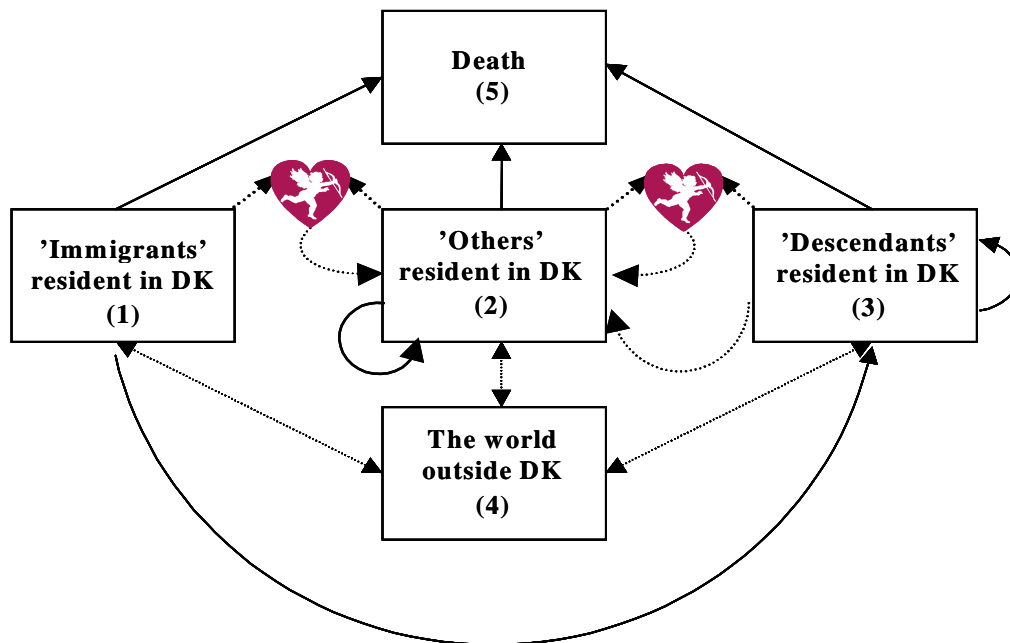 Death
(5)
’Immigrants’
resident in DK
(1)
’Others’
resident in DK
(2)
’Descendants’
resident in DK
(3)
The world
outside DK
(4)